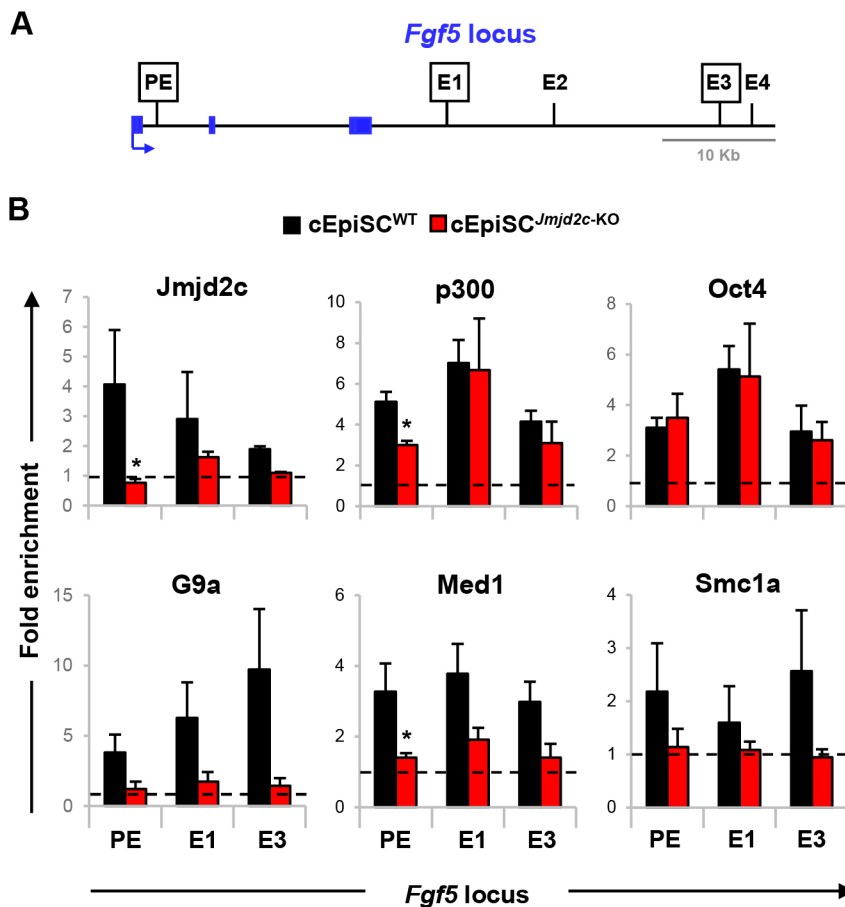 A
Fgf5 locus
PE E1 E2 E3 E4
10 Kb
B
cEpiSCWT cEpiSCJmjd2c-KO
Jmjd2c p300 Oct4
7 6 5 4 3 2 1 0
*
10 8 6 4 2 0
*
8 6 4 2 0
Fold enrichment
G9a Med1 Smc1a
15 10 5 0
6 4 2 0
*
4 3 2 1 0
PE E1 E3 PE E1 E3 PE E1 E3
Fgf5 locus